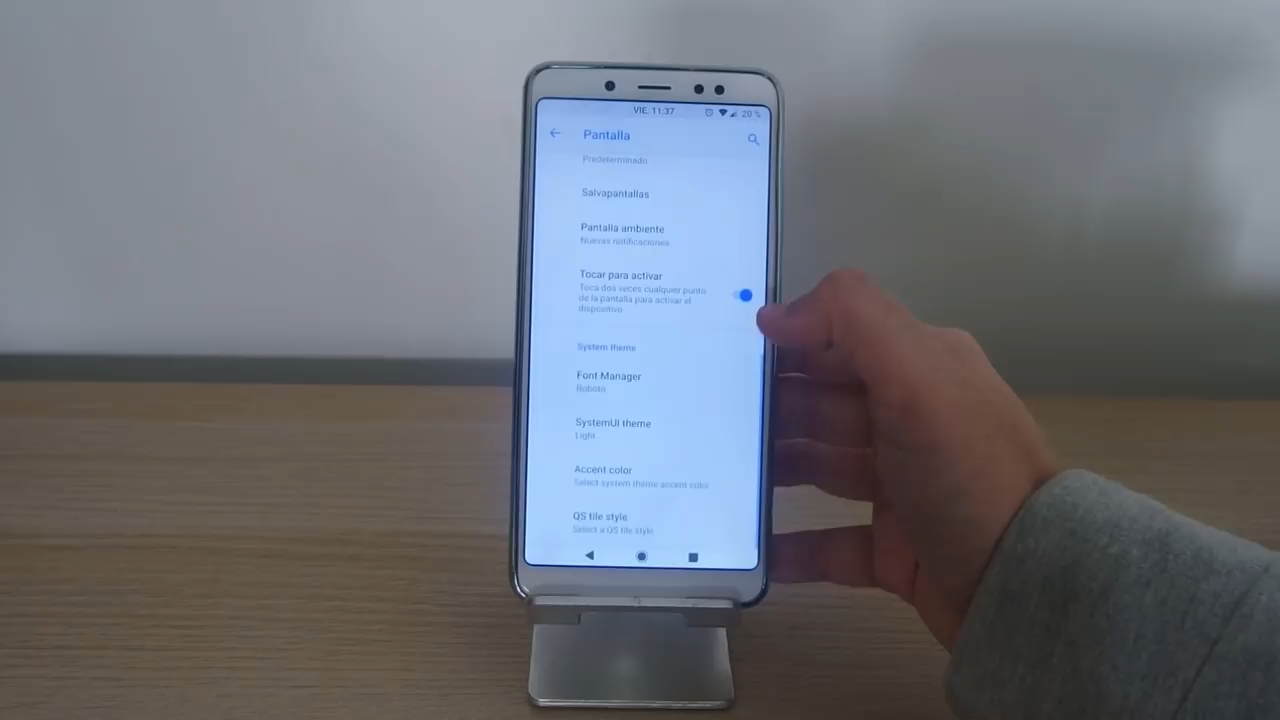 VIE. 11:37
20 %
Pantalla
Predeterminado
Salvapantallas
Pantalla ambiente
Nuevas notificaciones
Tocar para activar
Toca dos veces cualquier punto
de la pantalla para activar el
dispositivo
System theme
Font Manager
Roboto
SystemUI theme
Light
Accent color
Select system theme accent color
QS tile style
Select a QS tile style